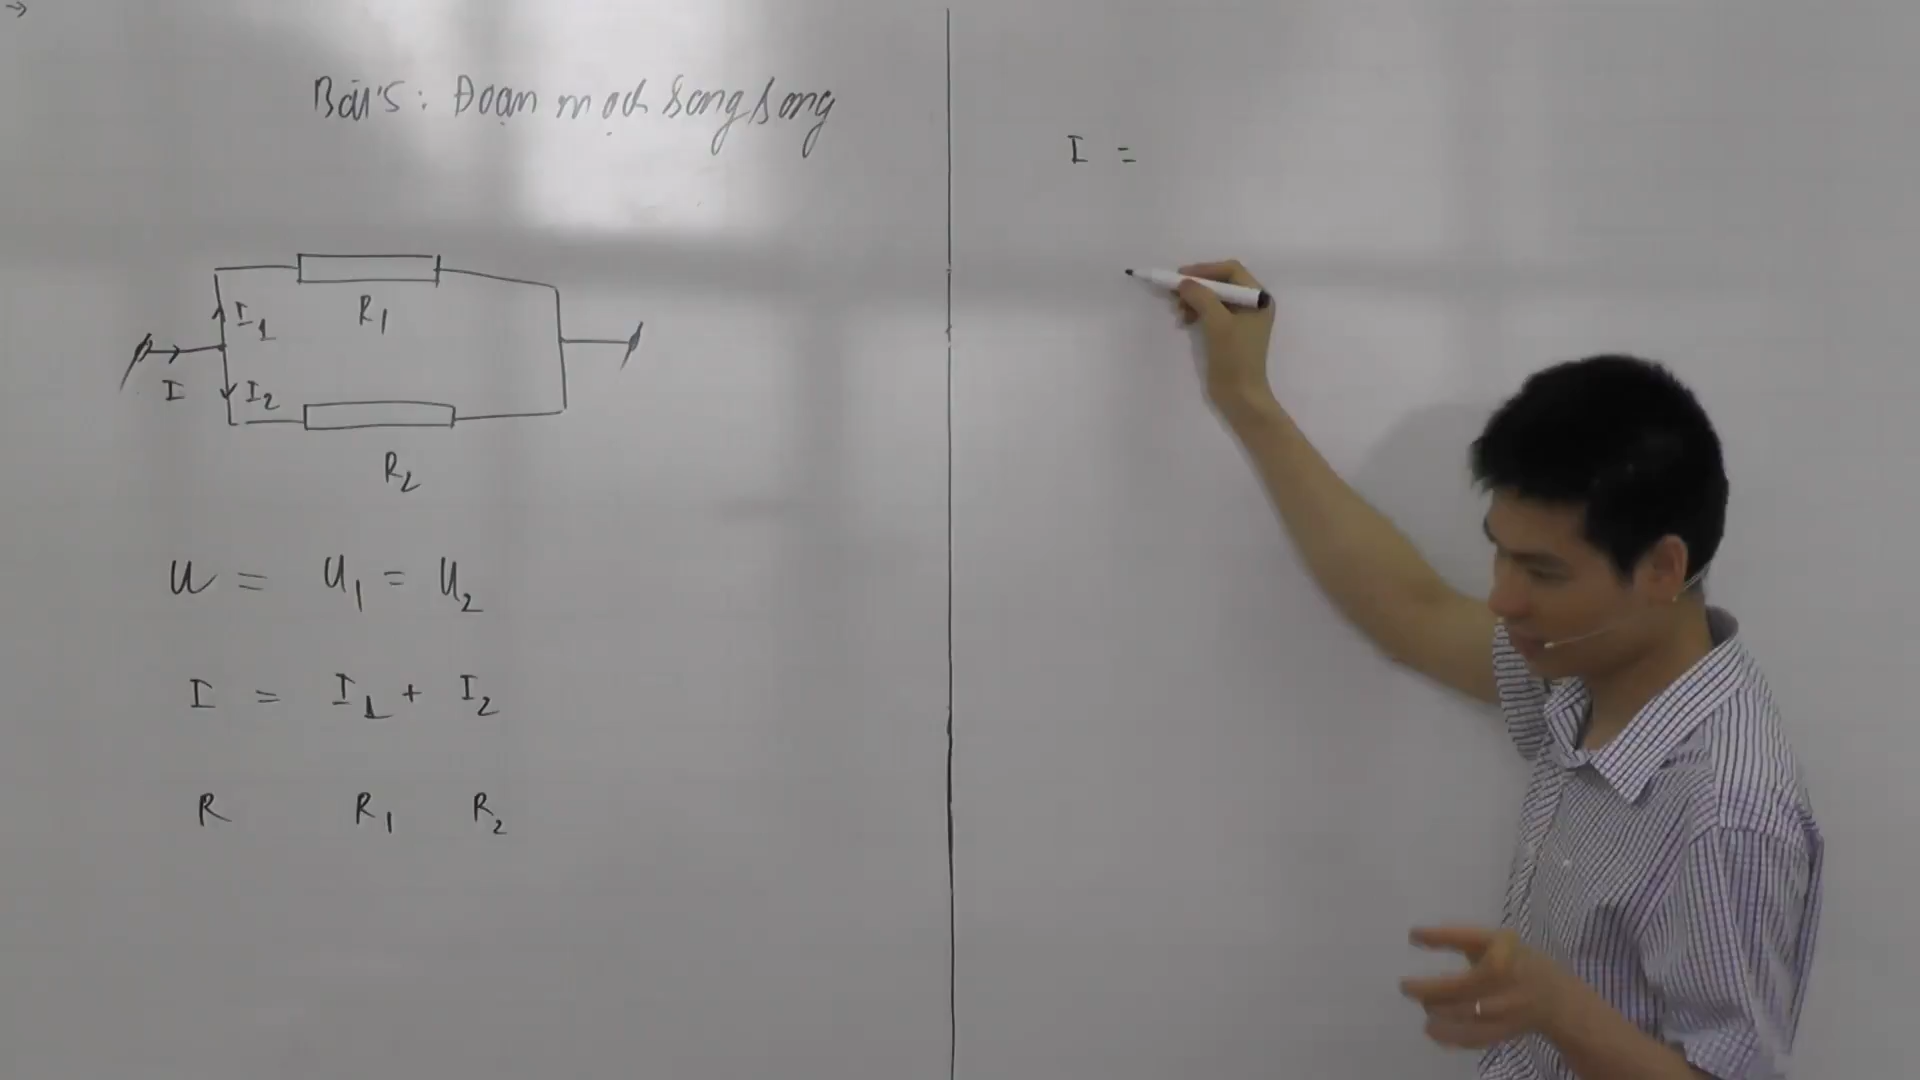 Bài 5: Đoạn mạch song song
I =
R₁
I₁
I
I₂
R₂
U = U₁ = U₂
I = I₁ + I₂
R R₁ R₂